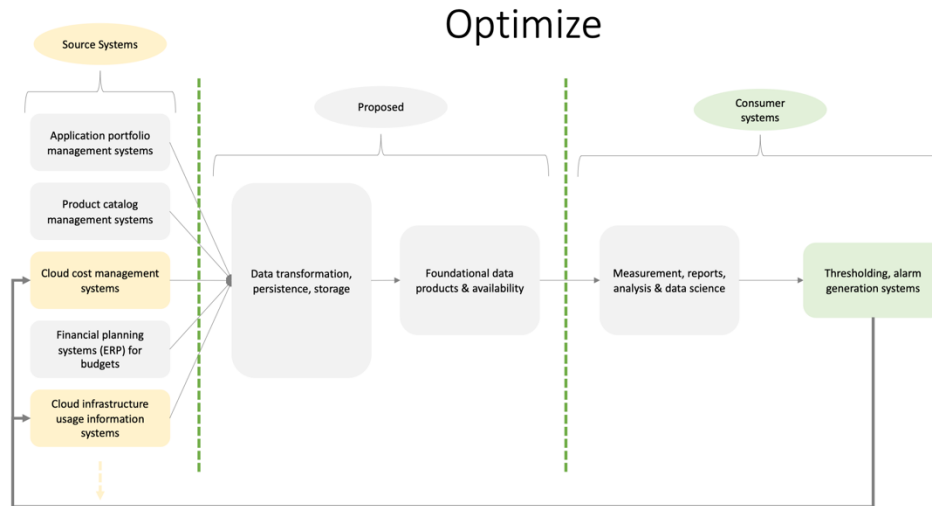 Optimize
Source Systems
Proposed
Consumer
systems
Application portfolio
management systems
Product catalog
management systems
Cloud cost management
systems
Financial planning
systems (ERP) for
budgets
Cloud infrastructure
usage information
systems
Data transformation,
persistence, storage
Foundational data
products & availability
Measurement, reports,
analysis & data science
Thresholding, alarm
generation systems